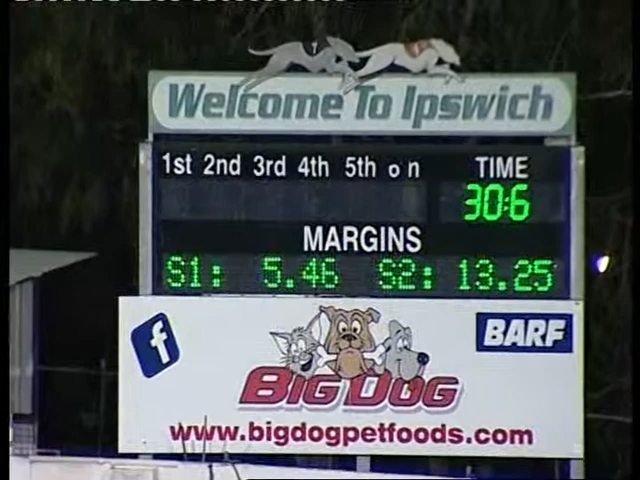 Welcome To Ipswich
1st 2nd 3rd 4th 5th o n TIME
30:6
MARGINS
S1: 5.46 S2: 13.25
f
BARF
BIG DOG
www.bigdogpetfoods.com